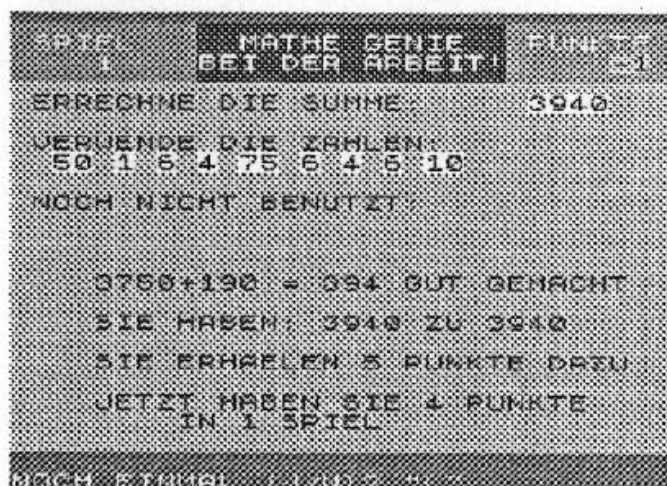 SPIEL MATHE GENIE PUNKTE
1 BEI DER ARBEIT! -1
ERRECHNE DIE SUMME: 3940
VERWENDE DIE ZAHLEN:
50 1 6 4 75 6 4 6 10
NOCH NICHT BENUTZT:
3750+190 = 394 GUT GEMACHT
SIE HABEN: 3940 ZU 3940
SIE ERHAELEN 5 PUNKTE DAZU
JETZT HABEN SIE 4 PUNKTE
IN 1 SPIEL
NOCH EINMAL